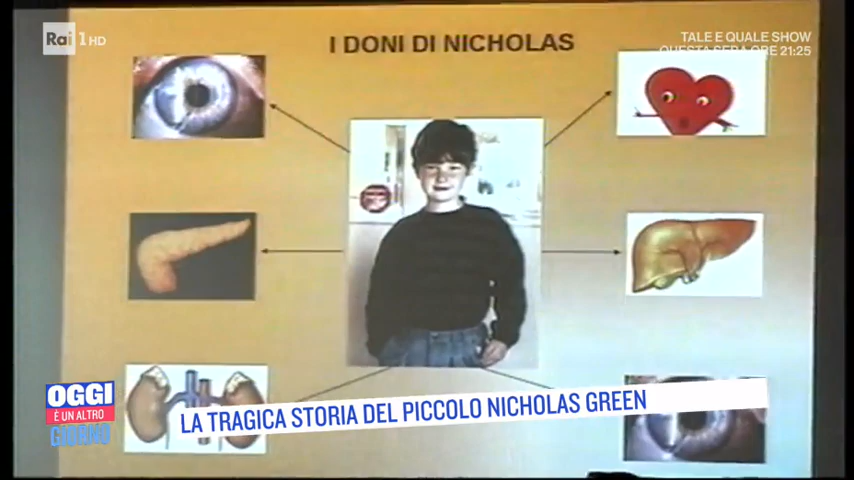 Rai 1 HD
TALE E QUALE SHOW
QUESTA SERA ORE 21:25
I DONI DI NICHOLAS
OGGI
È UN ALTRO
GIORNO
LA TRAGICA STORIA DEL PICCOLO NICHOLAS GREEN